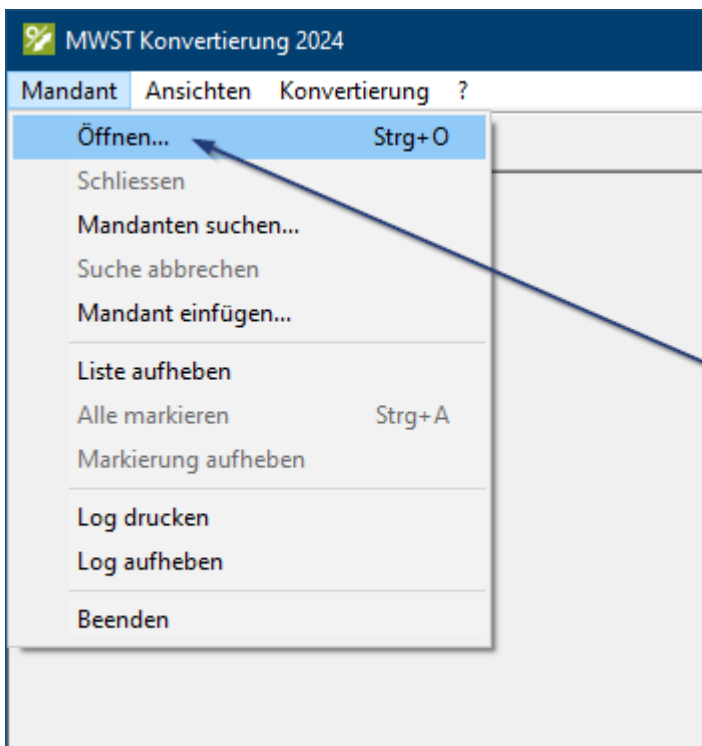 MWST Konvertierung 2024
Mandant Ansichten Konvertierung ?
Öffnen... Strg+O
Schliessen
Mandanten suchen...
Suche abbrechen
Mandant einfügen...
Liste aufheben
Alle markieren Strg+A
Markierung aufheben
Log drucken
Log aufheben
Beenden